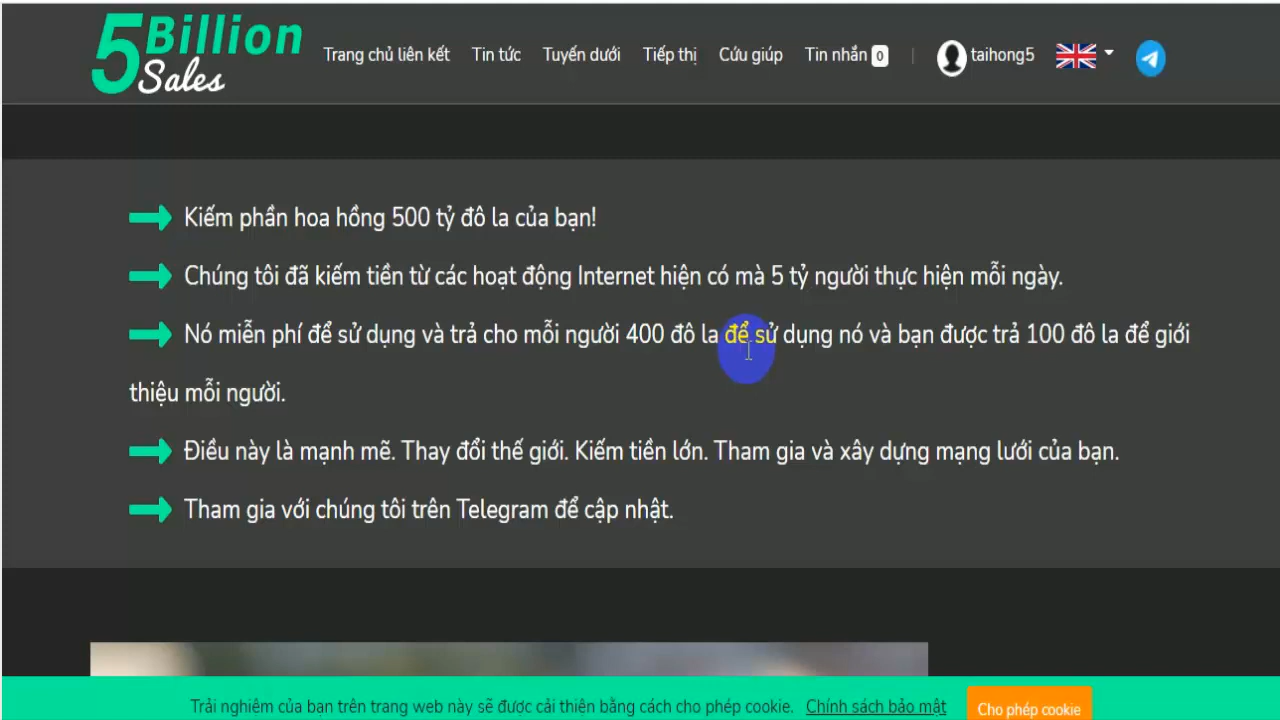 5 Billion Sales
Trang chủ liên kết Tin tức Tuyến dưới Tiếp thị Cứu giúp Tin nhắn 0 | taihong5
Kiếm phần hoa hồng 500 tỷ đô la của bạn!
Chúng tôi đã kiếm tiền từ các hoạt động Internet hiện có mà 5 tỷ người thực hiện mỗi ngày.
Nó miễn phí để sử dụng và trả cho mỗi người 400 đô la để sử dụng nó và bạn được trả 100 đô la để giới
thiệu mỗi người.
Điều này là mạnh mẽ. Thay đổi thế giới. Kiếm tiền lớn. Tham gia và xây dựng mạng lưới của bạn.
Tham gia với chúng tôi trên Telegram để cập nhật.
Trải nghiệm của bạn trên trang web này sẽ được cải thiện bằng cách cho phép cookie. Chính sách bảo mật Cho phép cookie